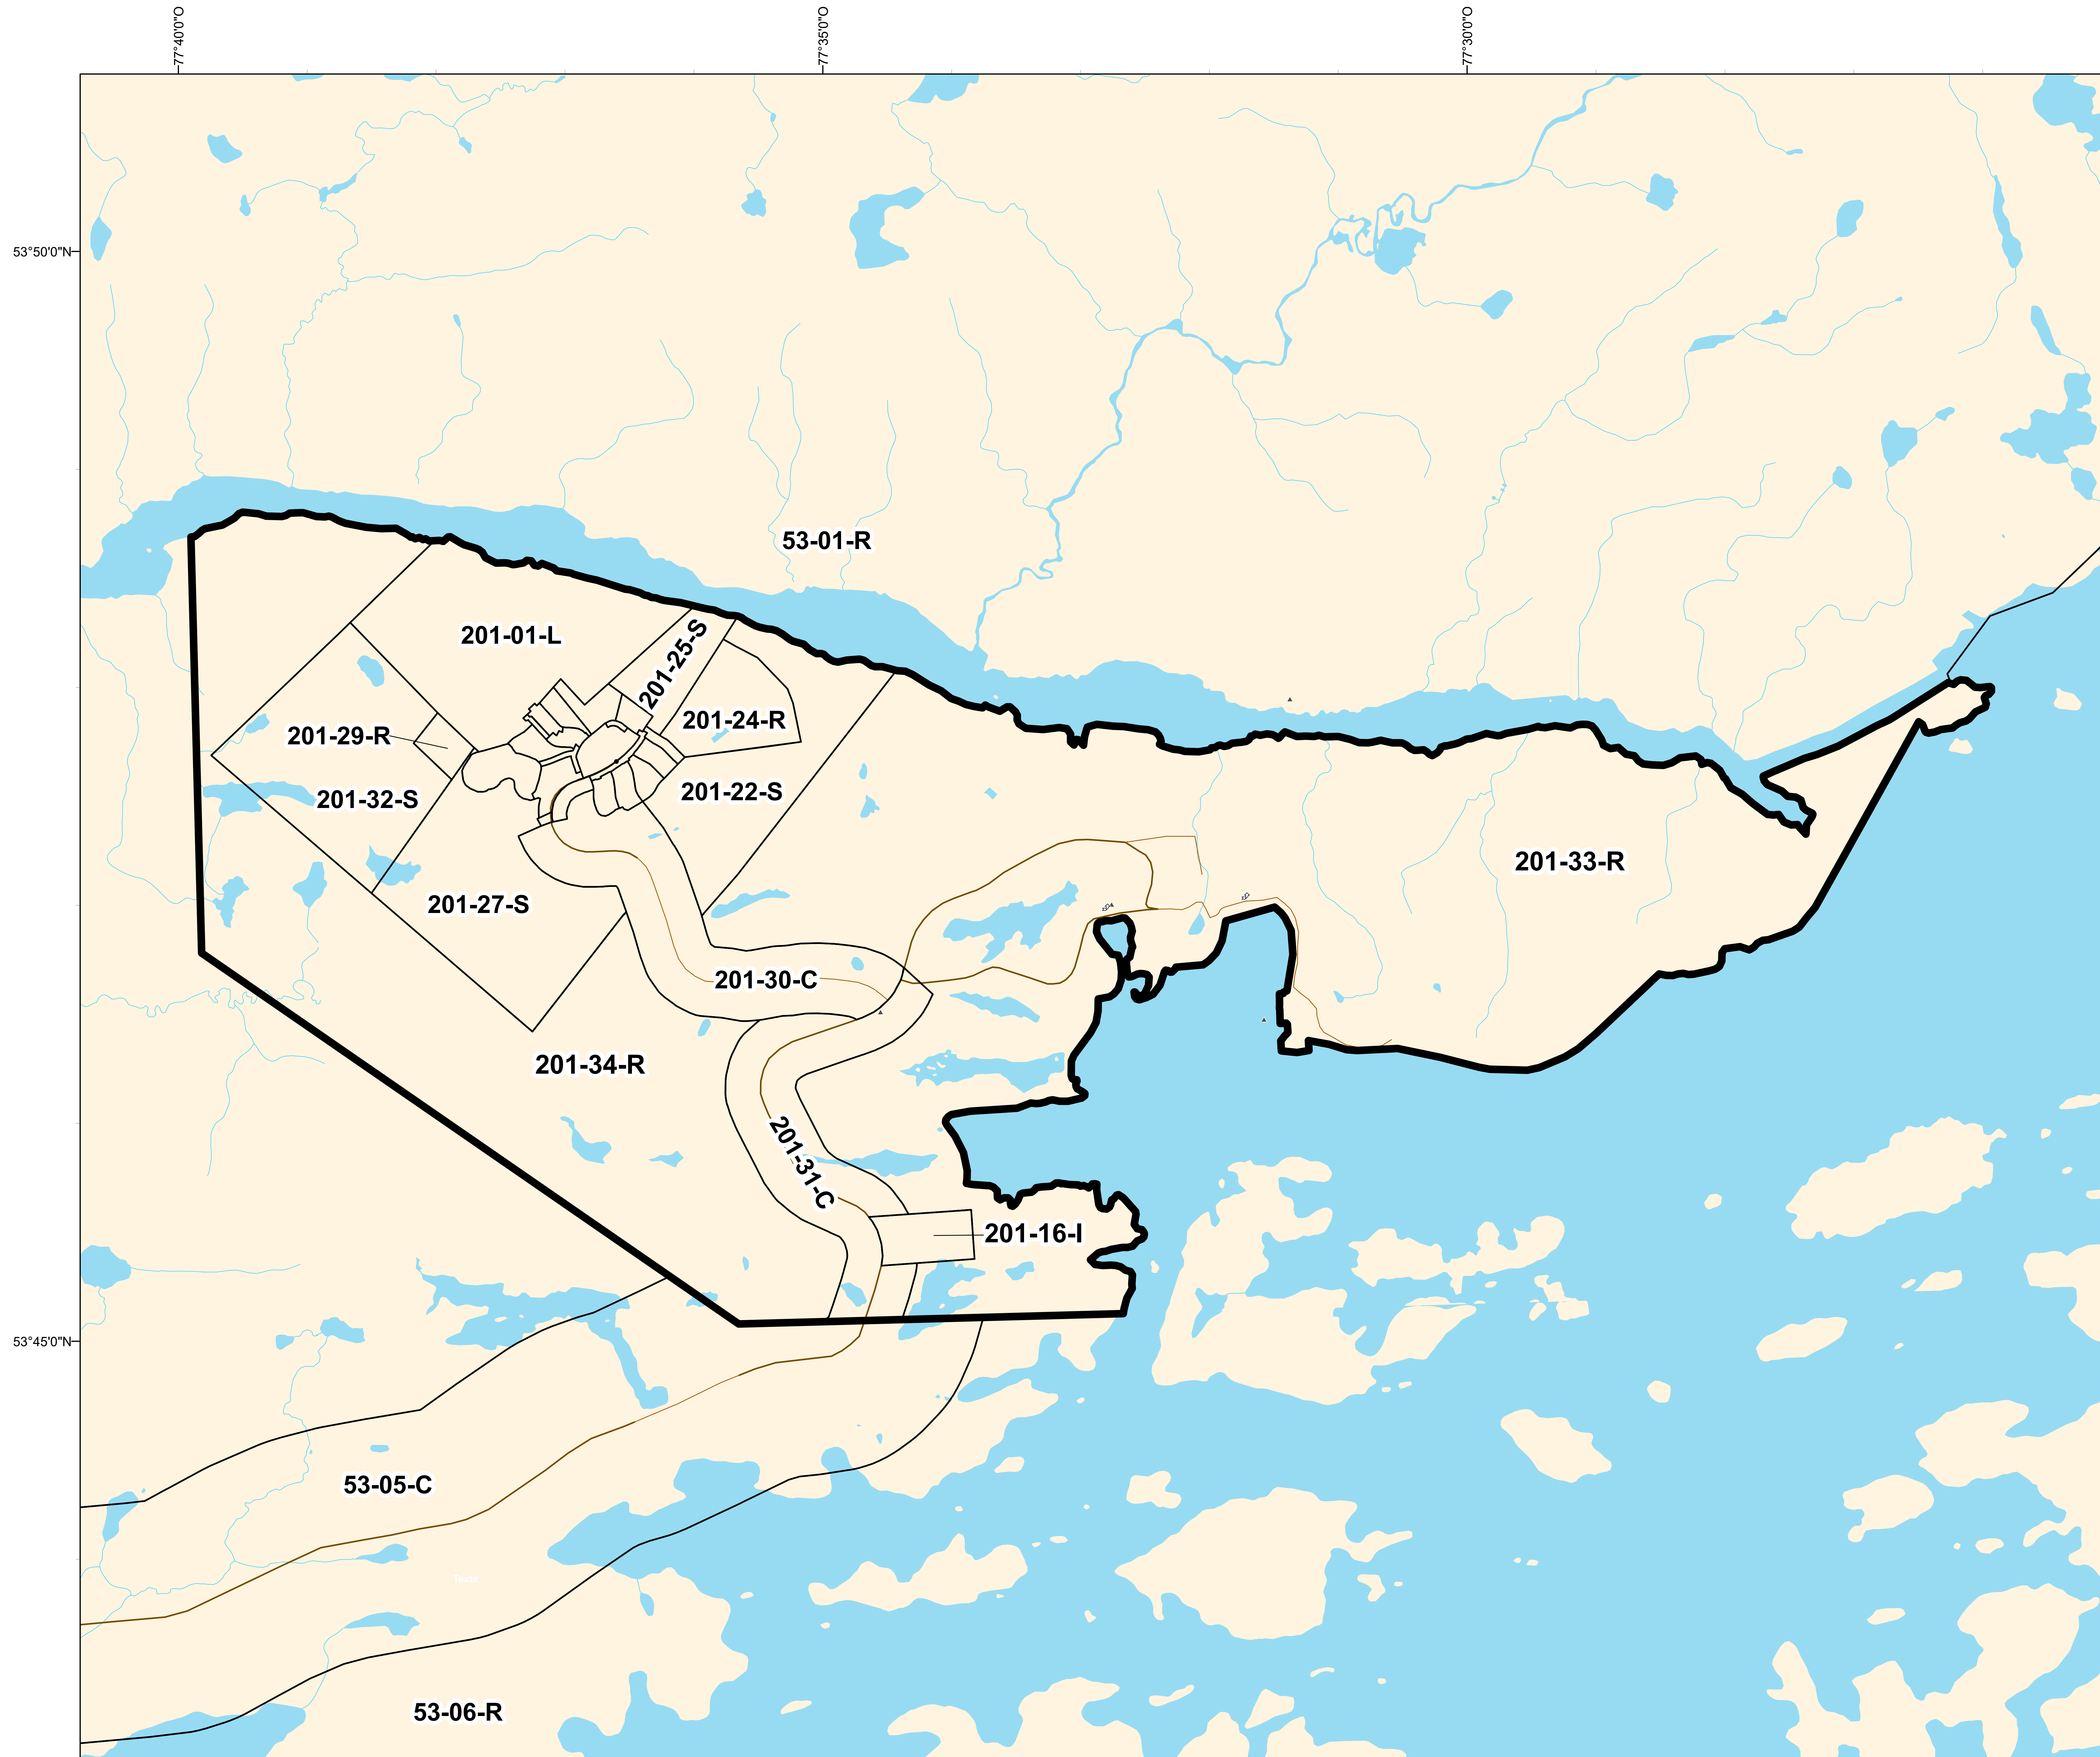 77°40'0"O
77°35'0"O
77°30'0"O
53°50'0"N
53-01-R
201-01-L
201-25-S
201-24-R
201-29-R
201-22-S
201-32-S
201-33-R
201-27-S
201-30-C
201-34-R
201-31-C
201-16-I
53°45'0"N
53-05-C
Texte
53-06-R